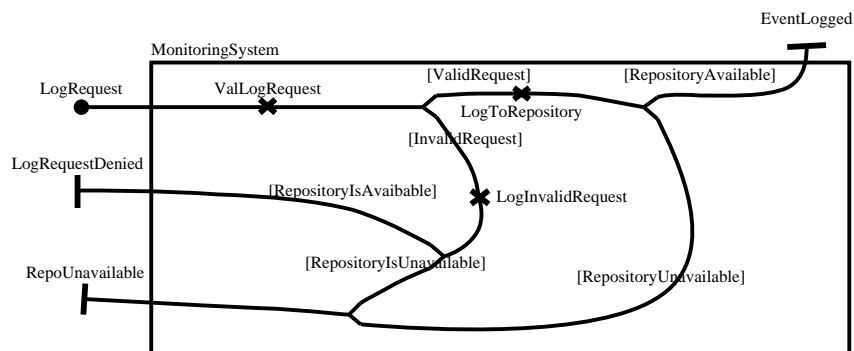 EventLogged
MonitoringSystem
[ValidRequest]
[RepositoryAvailable]
LogRequest
ValLogRequest
LogToRepository
[InvalidRequest]
LogRequestDenied
[RepositoryIsAvaibable]
LogInvalidRequest
[RepositoryIsUnavailable]
RepoUnavailable
[RepositoryUnavailable]